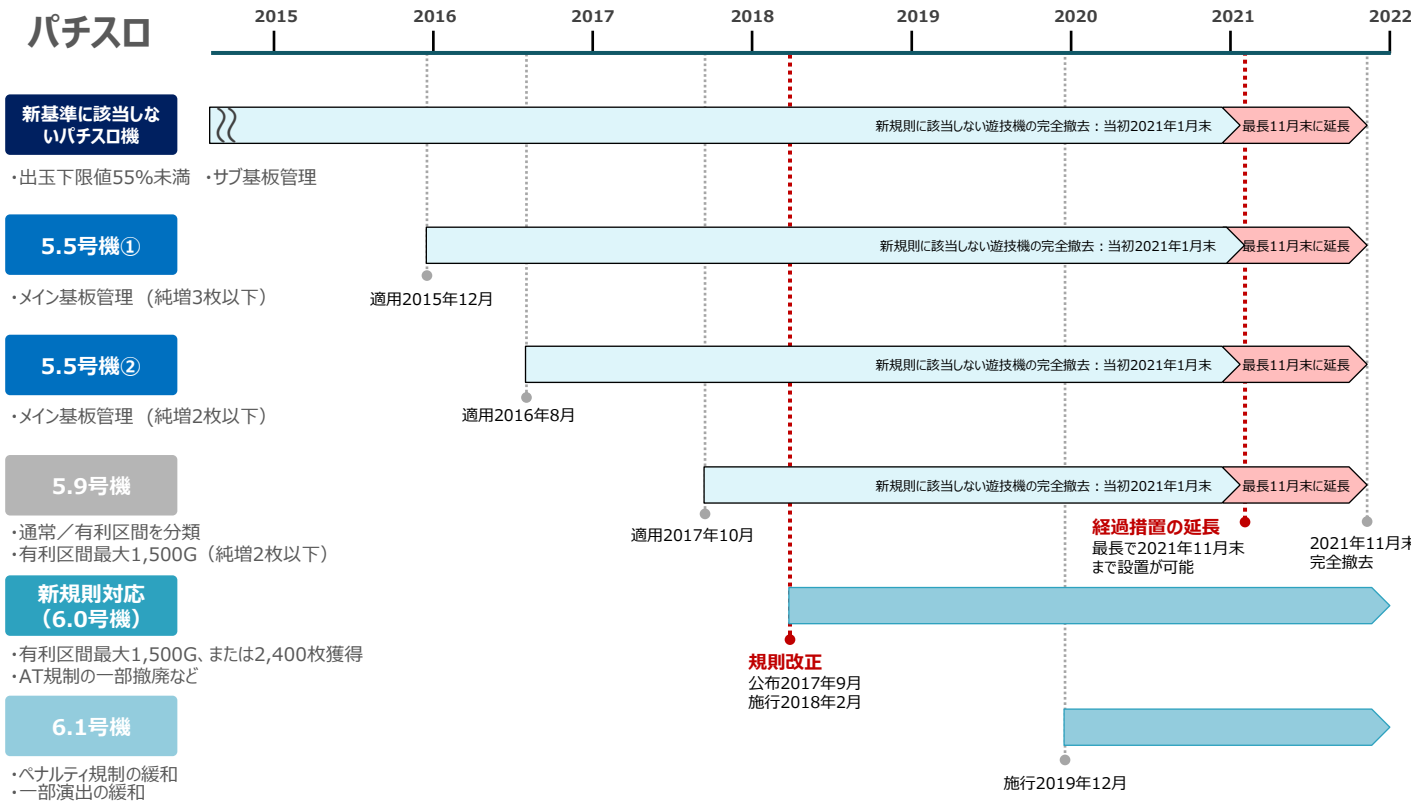 パチスロ
2015
2016
2017
2018
2019
2020
2021
2022
新基準に該当しな
いパチスロ機
新規則に該当しない遊技機の完全撤去：当初2021年1月末
最長11月末に延長
・出玉下限値55%未満 ・サブ基板管理
5.5号機①
新規則に該当しない遊技機の完全撤去：当初2021年1月末
最長11月末に延長
・メイン基板管理 (純増3枚以下）
適用2015年12月
5.5号機②
新規則に該当しない遊技機の完全撤去：当初2021年1月末
最長11月末に延長
・メイン基板管理 (純増2枚以下）
適用2016年8月
5.9号機
新規則に該当しない遊技機の完全撤去：当初2021年1月末
最長11月末に延長
・通常／有利区間を分類
・有利区間最大1,500G（純増2枚以下）
適用2017年10月
経過措置の延長
最長で2021年11月末
まで設置が可能
2021年11月末
完全撤去
新規則対応
（6.0号機）
・有利区間最大1,500G、または2,400枚獲得
・AT規制の一部撤廃など
規則改正
公布2017年9月
施行2018年2月
6.1号機
・ペナルティ規制の緩和
・一部演出の緩和
施行2019年12月